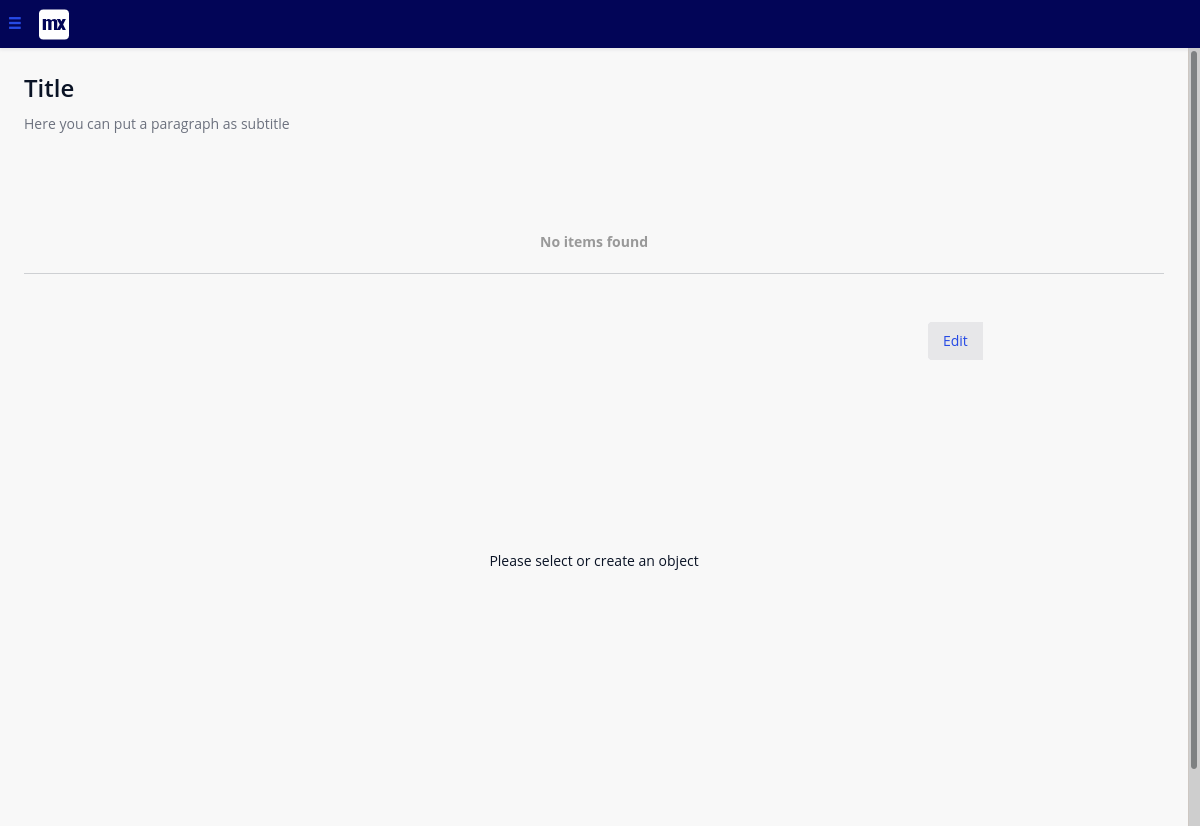 mx
Title
Here you can put a paragraph as subtitle
No items found
Edit
Please select or create an object